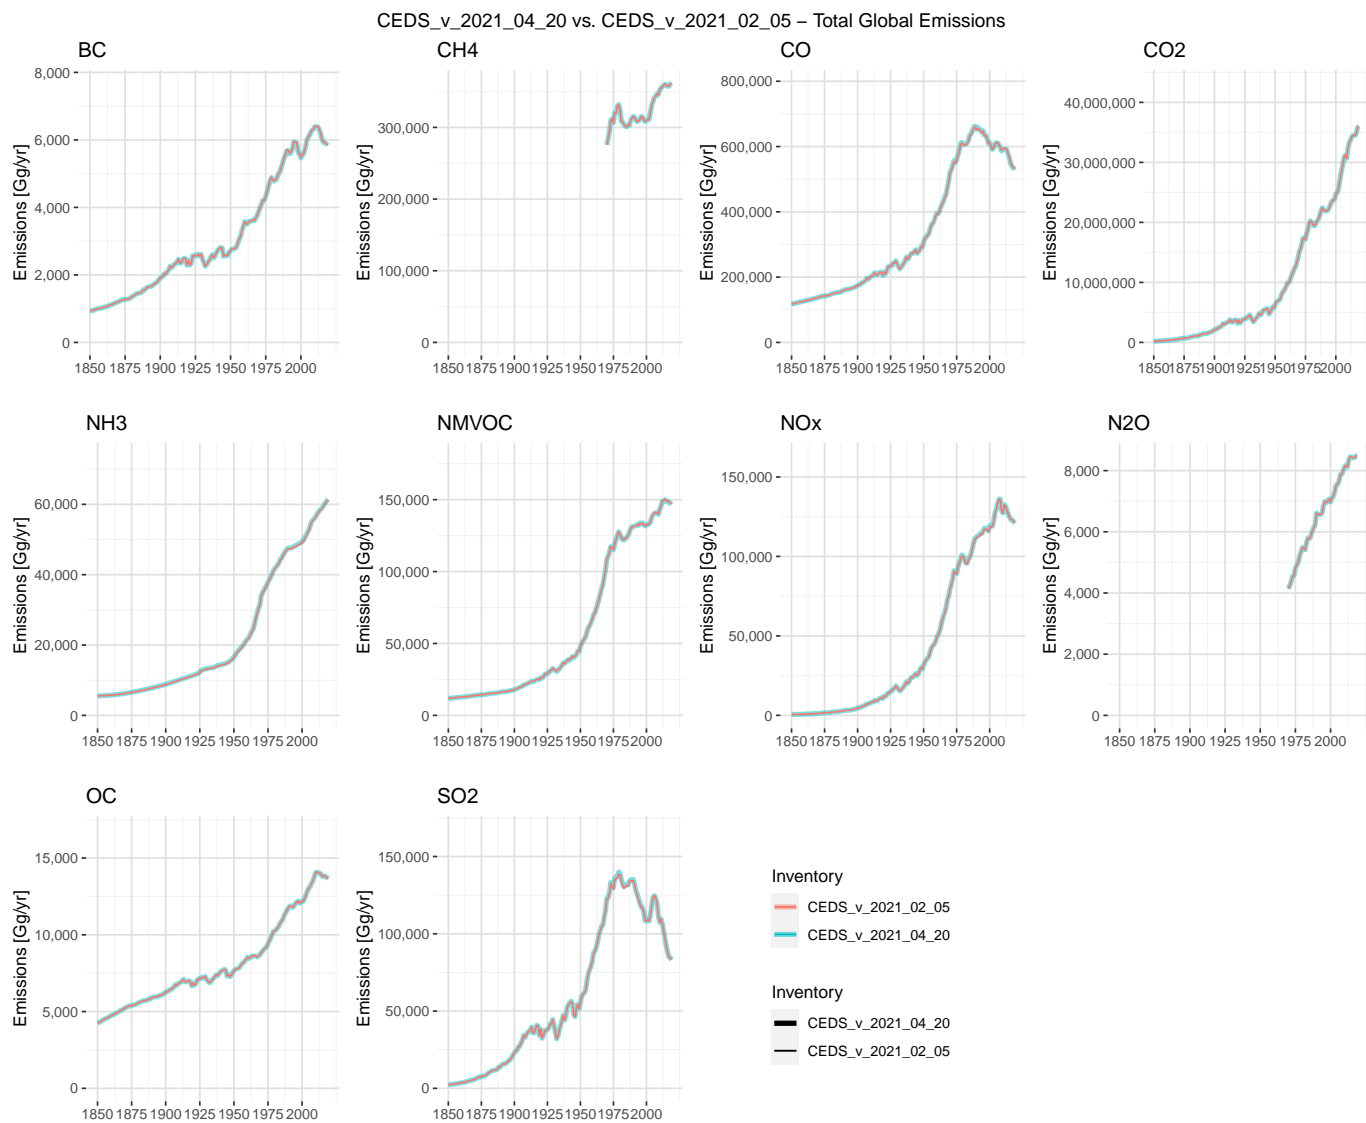 CEDS_v_2021_04_20 vs. CEDS_v_2021_02_05 – Total Global Emissions
BC
Emissions [Gg/yr]
8,000
6,000
4,000
2,000
0
1850 1875 1900 1925 1950 1975 2000
CH4
Emissions [Gg/yr]
300,000
200,000
100,000
0
1850 1875 1900 1925 1950 1975 2000
CO
Emissions [Gg/yr]
800,000
600,000
400,000
200,000
0
1850 1875 1900 1925 1950 1975 2000
CO2
Emissions [Gg/yr]
40,000,000
30,000,000
20,000,000
10,000,000
0
1850 1875 1900 1925 1950 1975 2000
NH3
Emissions [Gg/yr]
60,000
40,000
20,000
0
1850 1875 1900 1925 1950 1975 2000
NMVOC
Emissions [Gg/yr]
150,000
100,000
50,000
0
1850 1875 1900 1925 1950 1975 2000
NOx
Emissions [Gg/yr]
150,000
100,000
50,000
0
1850 1875 1900 1925 1950 1975 2000
N2O
Emissions [Gg/yr]
8,000
6,000
4,000
2,000
0
1850 1875 1900 1925 1950 1975 2000
OC
Emissions [Gg/yr]
15,000
10,000
5,000
0
1850 1875 1900 1925 1950 1975 2000
SO2
Emissions [Gg/yr]
150,000
100,000
50,000
0
1850 1875 1900 1925 1950 1975 2000
Inventory
CEDS_v_2021_02_05
CEDS_v_2021_04_20
Inventory
CEDS_v_2021_04_20
CEDS_v_2021_02_05